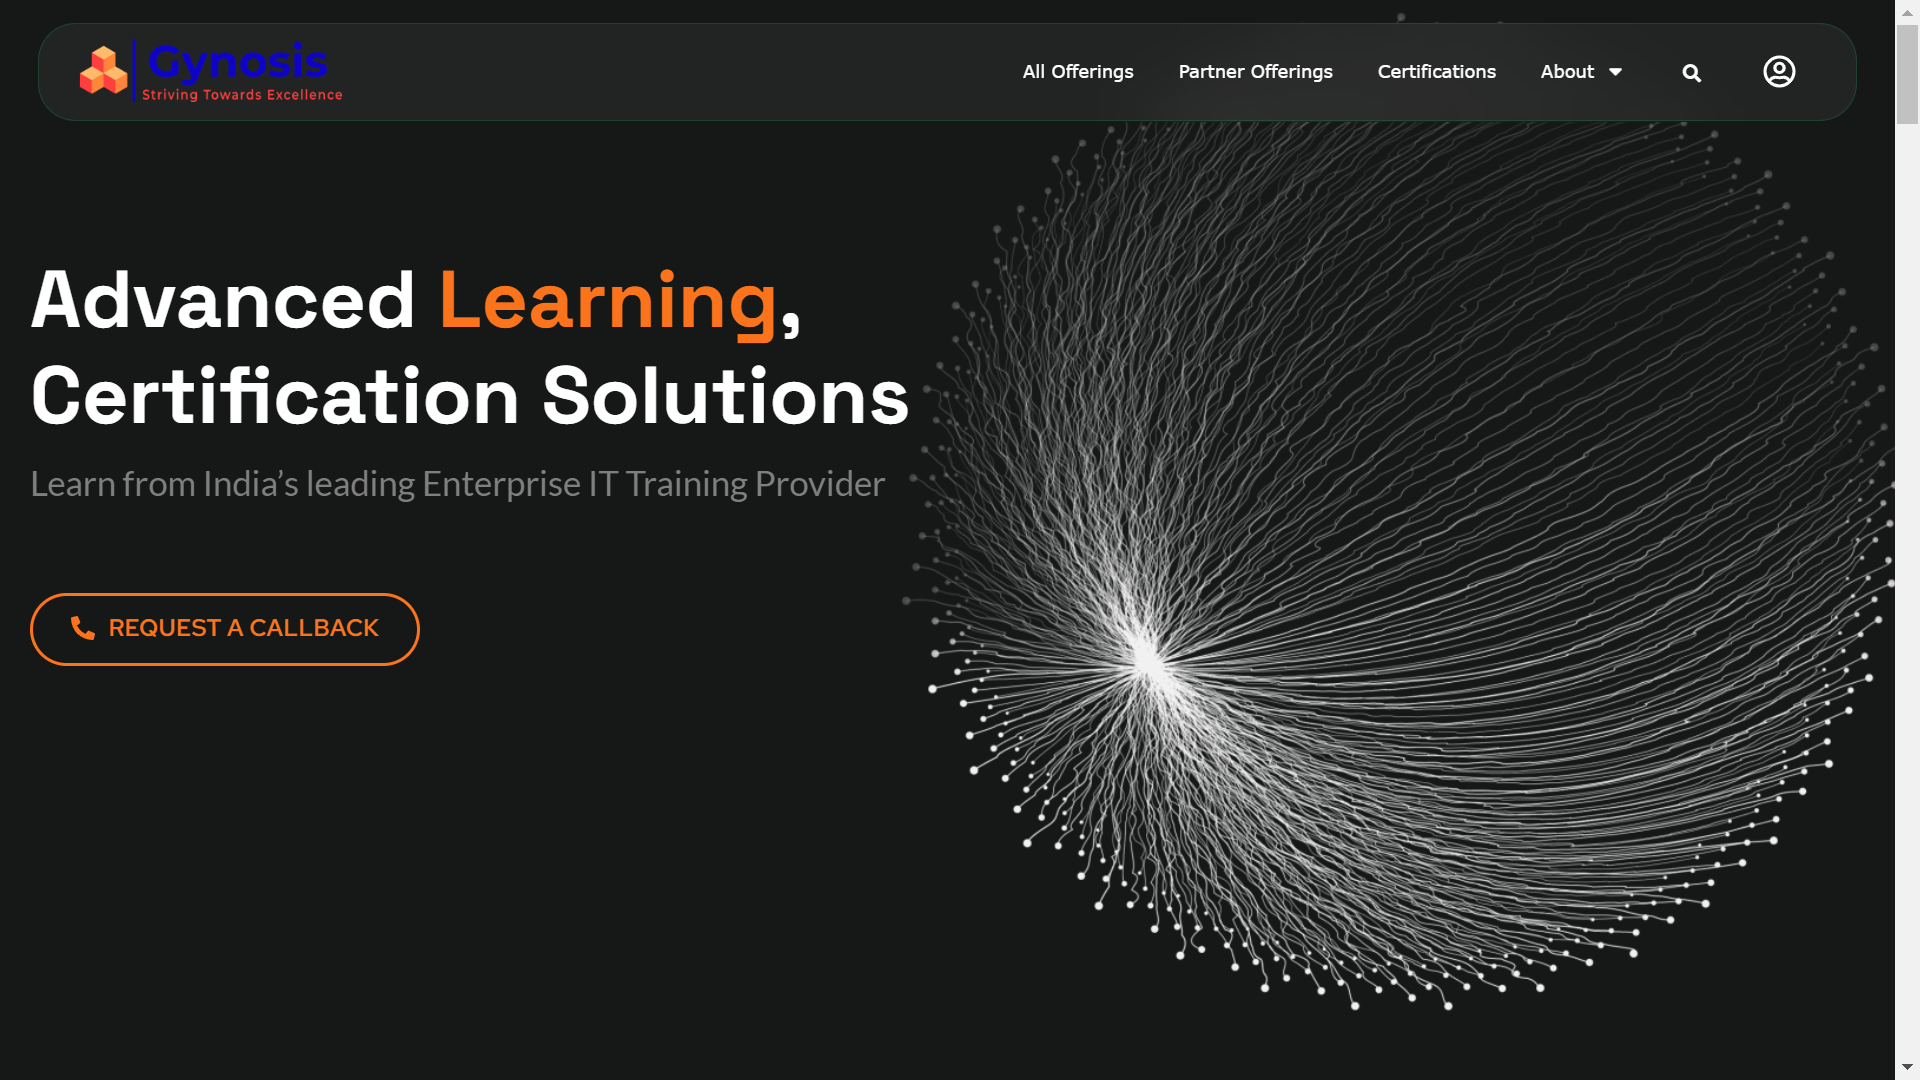 Gynosis
Striving Towards Excellence
All Offerings
Partner Offerings
Certifications
About
Advanced Learning,
Certification Solutions
Learn from India’s leading Enterprise IT Training Provider
REQUEST A CALLBACK